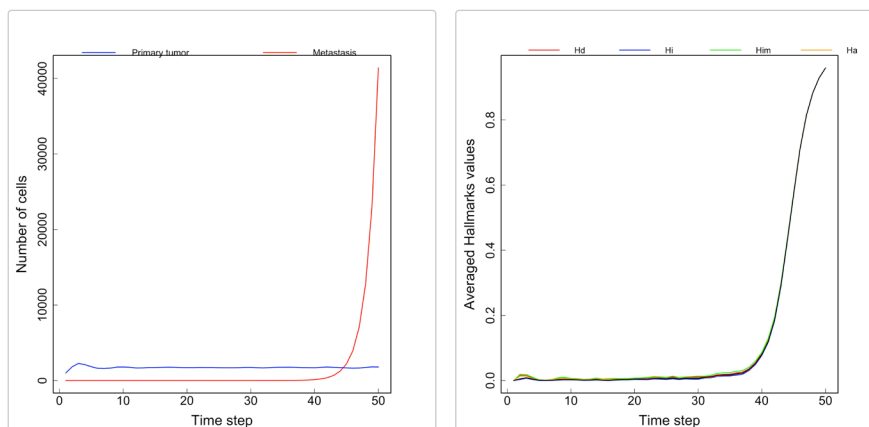 Primary tumor Metastasis
Number of cells
40000
30000
20000
10000
0
0 10 20 30 40 50
Time step
Hd Hi Him Ha
Averaged Hallmarks values
0.8
0.6
0.4
0.2
0.0
0 10 20 30 40 50
Time step